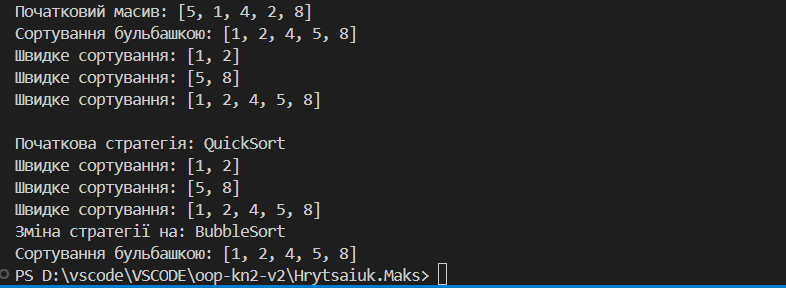 Початковий масив: [5, 1, 4, 2, 8]
Сортування бульбашкою: [1, 2, 4, 5, 8]
Швидке сортування: [1, 2]
Швидке сортування: [5, 8]
Швидке сортування: [1, 2, 4, 5, 8]
Початкова стратегія: QuickSort
Швидке сортування: [1, 2]
Швидке сортування: [5, 8]
Швидке сортування: [1, 2, 4, 5, 8]
Зміна стратегії на: BubbleSort
Сортування бульбашкою: [1, 2, 4, 5, 8]
PS D:\vscode\VSCODE\oop-kn2-v2\Hrytsaiuk.Maks>